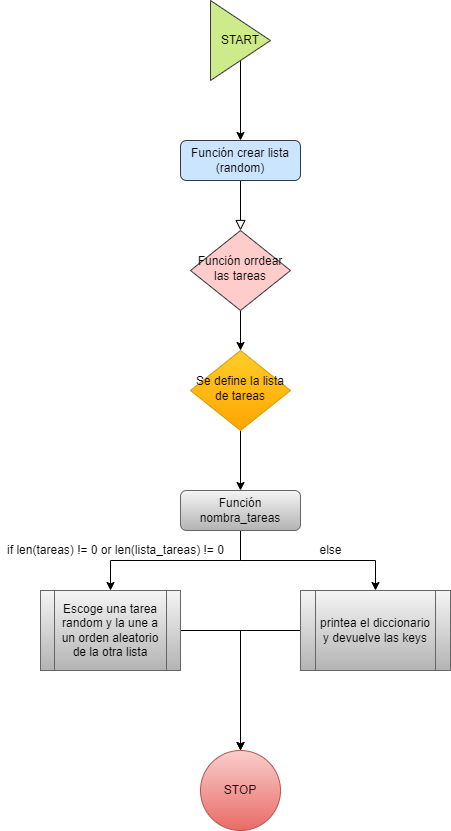 START
Función crear lista
(random)
Función orrdear
las tareas
Se define la lista
de tareas
Función
nombra_tareas
if len(tareas) != 0 or len(lista_tareas) != 0
else
Escoge una tarea
random y la une a
un orden aleatorio
de la otra lista
printea el diccionario
y devuelve las keys
STOP